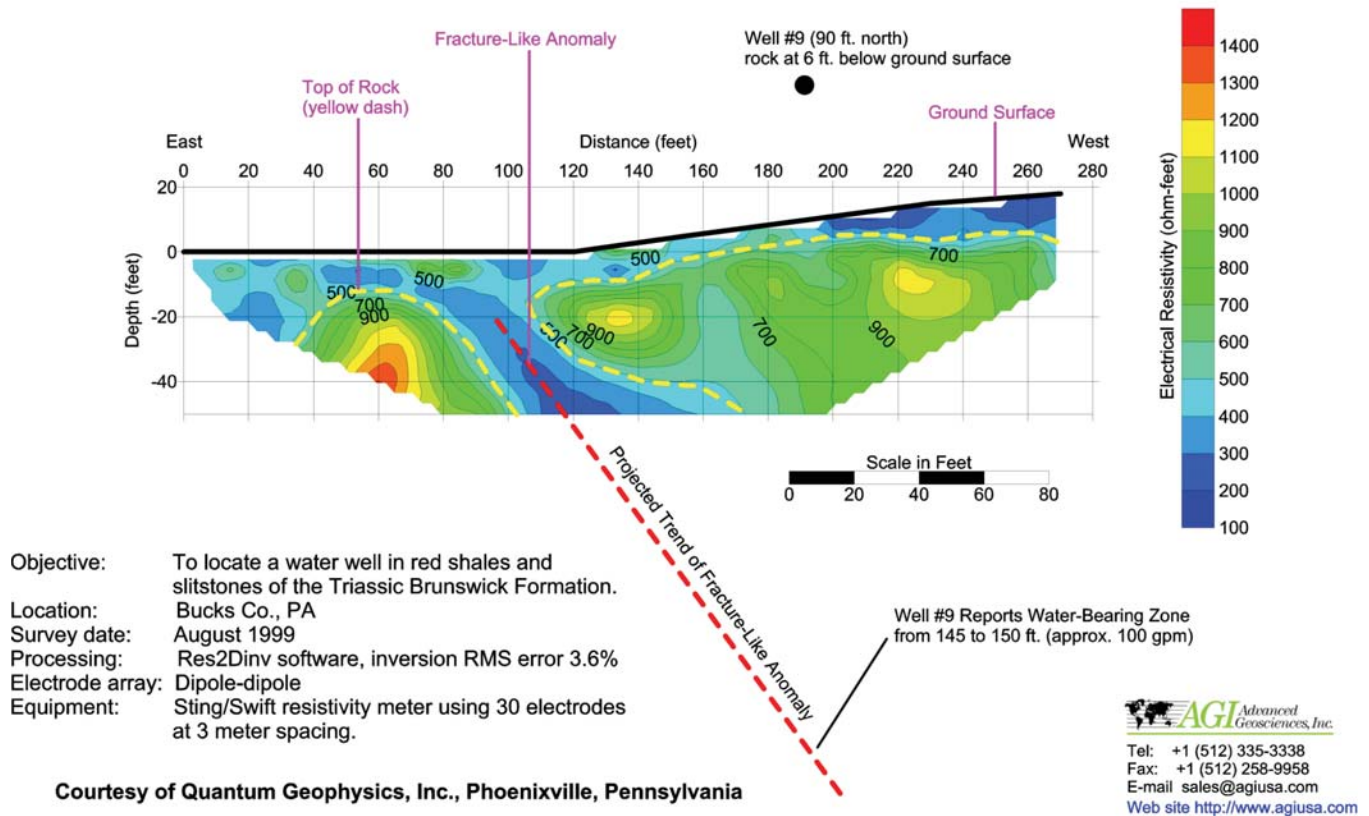 Fracture-Like Anomaly
Well #9 (90 ft. north)
rock at 6 ft. below ground surface
Top of Rock
(yellow dash)
Ground Surface
East
Distance (feet)
West
0 20 40 60 80 100 120 140 160 180 200 220 240 260 280
20
0
-20
-40
Depth (feet)
500
700
900
500
500
700
900
500
700
900
700
Electrical Resistivity (ohm-feet)
1400
1300
1200
1100
1000
900
800
700
600
500
400
300
200
100
Scale in Feet
0 20 40 60 80
Projected Trend of Fracture-Like Anomaly
Well #9 Reports Water-Bearing Zone
from 145 to 150 ft. (approx. 100 gpm)
Objective: To locate a water well in red shales and
slitstones of the Triassic Brunswick Formation.
Location: Bucks Co., PA
Survey date: August 1999
Processing: Res2Dinv software, inversion RMS error 3.6%
Electrode array: Dipole-dipole
Equipment: Sting/Swift resistivity meter using 30 electrodes
at 3 meter spacing.
Courtesy of Quantum Geophysics, Inc., Phoenixville, Pennsylvania
AGI Advanced
Geosciences, Inc.
Tel: +1 (512) 335-3338
Fax: +1 (512) 258-9958
E-mail sales@agiusa.com
Web site http://www.agiusa.com